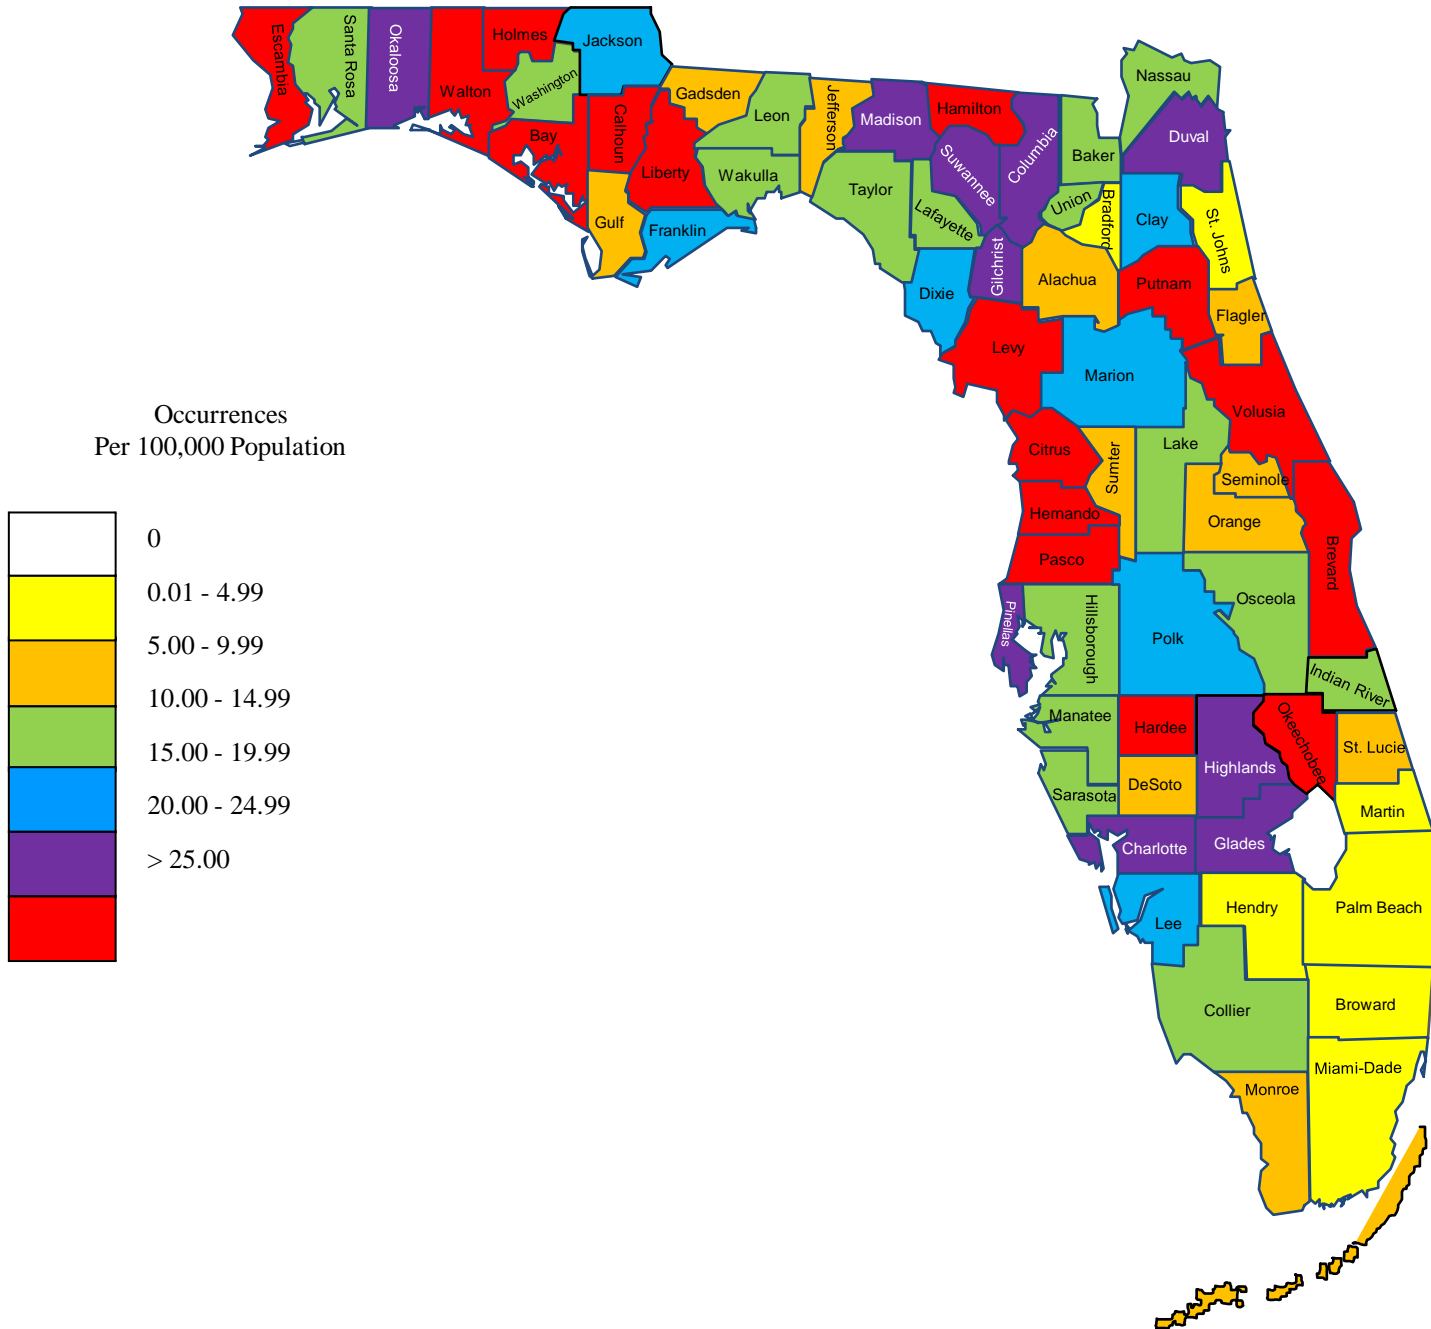 Escambia
Santa Rosa
Okaloosa
Walton
Holmes
Washington
Jackson
Bay
Calhoun
Gulf
Liberty
Gadsden
Franklin
Leon
Wakulla
Jefferson
Madison
Taylor
Hamilton
Suwannee
Lafayette
Dixie
Columbia
Gilchrist
Baker
Union
Bradford
Alachua
Nassau
Duval
Clay
St. Johns
Putnam
Flagler
Levy
Marion
Volusia
Citrus
Sumter
Lake
Seminole
Orange
Hernando
Pasco
Brevard
Pinellas
Hillsborough
Polk
Osceola
Indian River
Manatee
Hardee
Highlands
Okeechobee
St. Lucie
Sarasota
DeSoto
Martin
Charlotte
Glades
Lee
Hendry
Palm Beach
Collier
Broward
Miami-Dade
Monroe
Occurrences
Per 100,000 Population
0
0.01 - 4.99
5.00 - 9.99
10.00 - 14.99
15.00 - 19.99
20.00 - 24.99
> 25.00